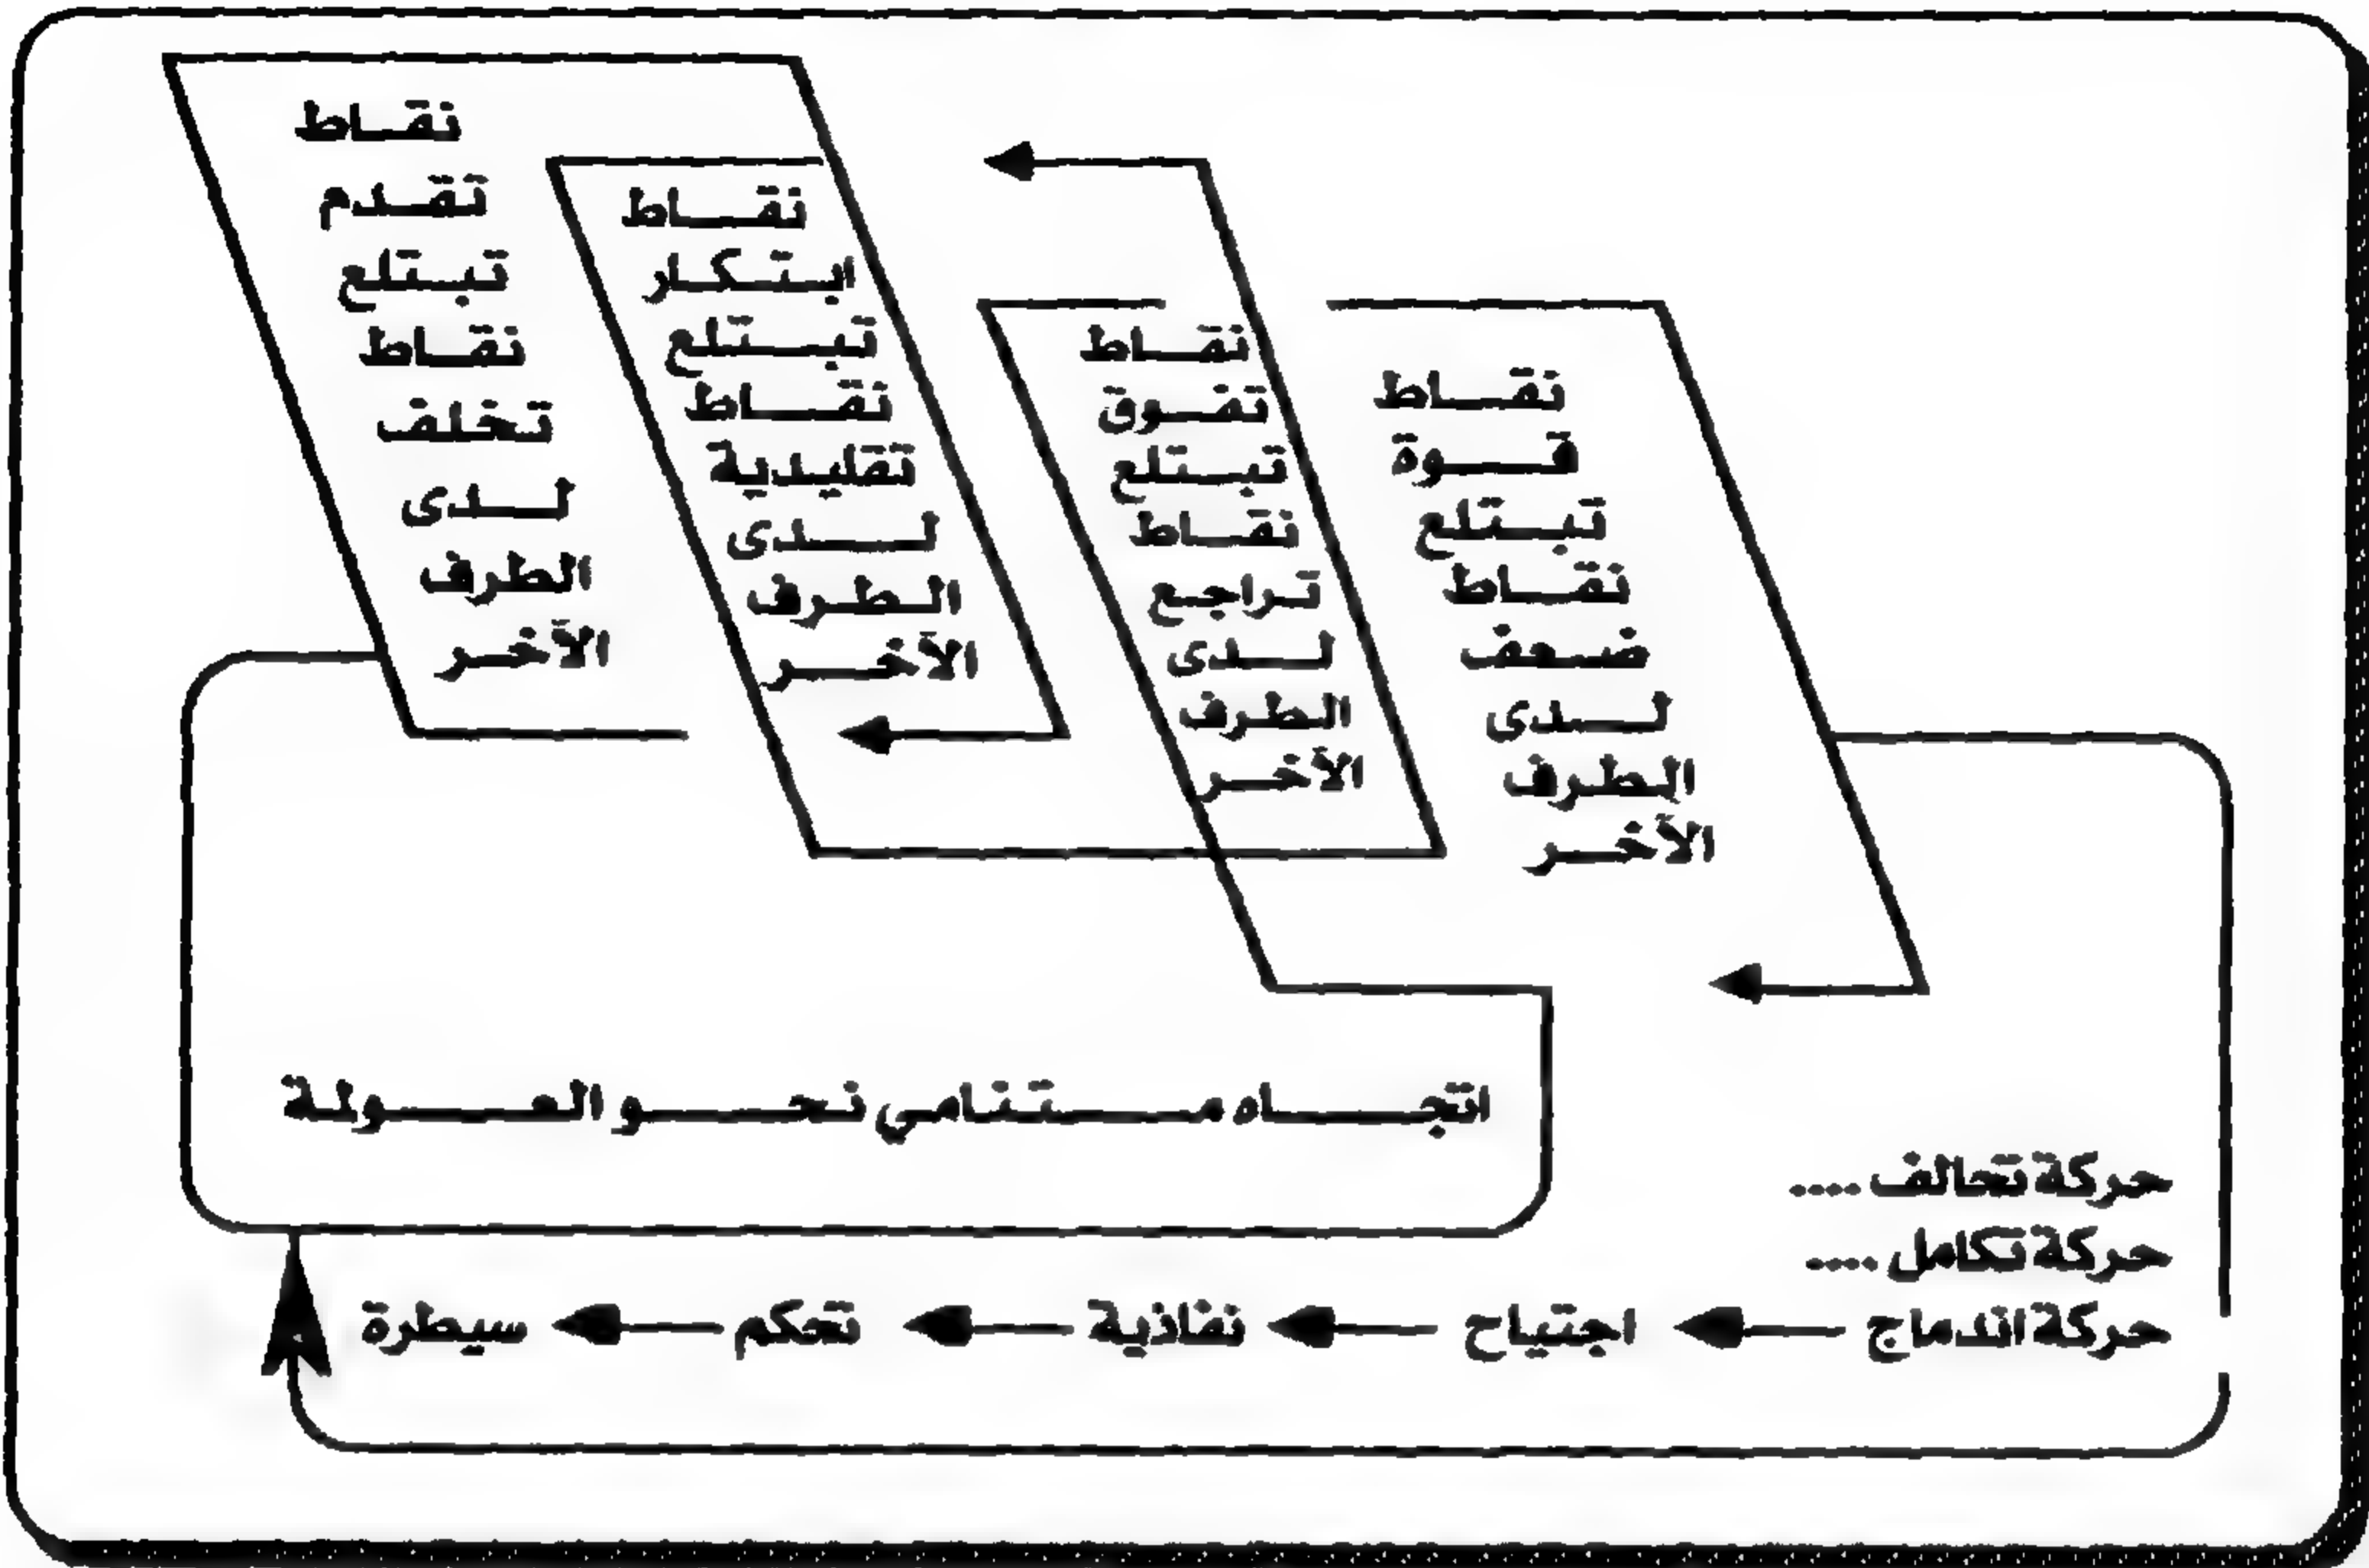 نقاط
قوة
تبتلع
نقاط
ضعف
لدى
الطرف
الآخر
نقاط
تفوق
تبتلع
نقاط
تراجع
لدى
الطرف
الآخر
نقاط
ابتكار
تبتلع
نقاط
تقليدية
لدى
الطرف
الآخر
نقاط
تقدم
تبتلع
نقاط
تخلف
لدى
الطرف
الآخر
اتجاه مستنامي نحو العولة
حركة تحالف ....
حركة تكامل ....
حركة اندماج اجتياح نفاذية تحكم سيطرة